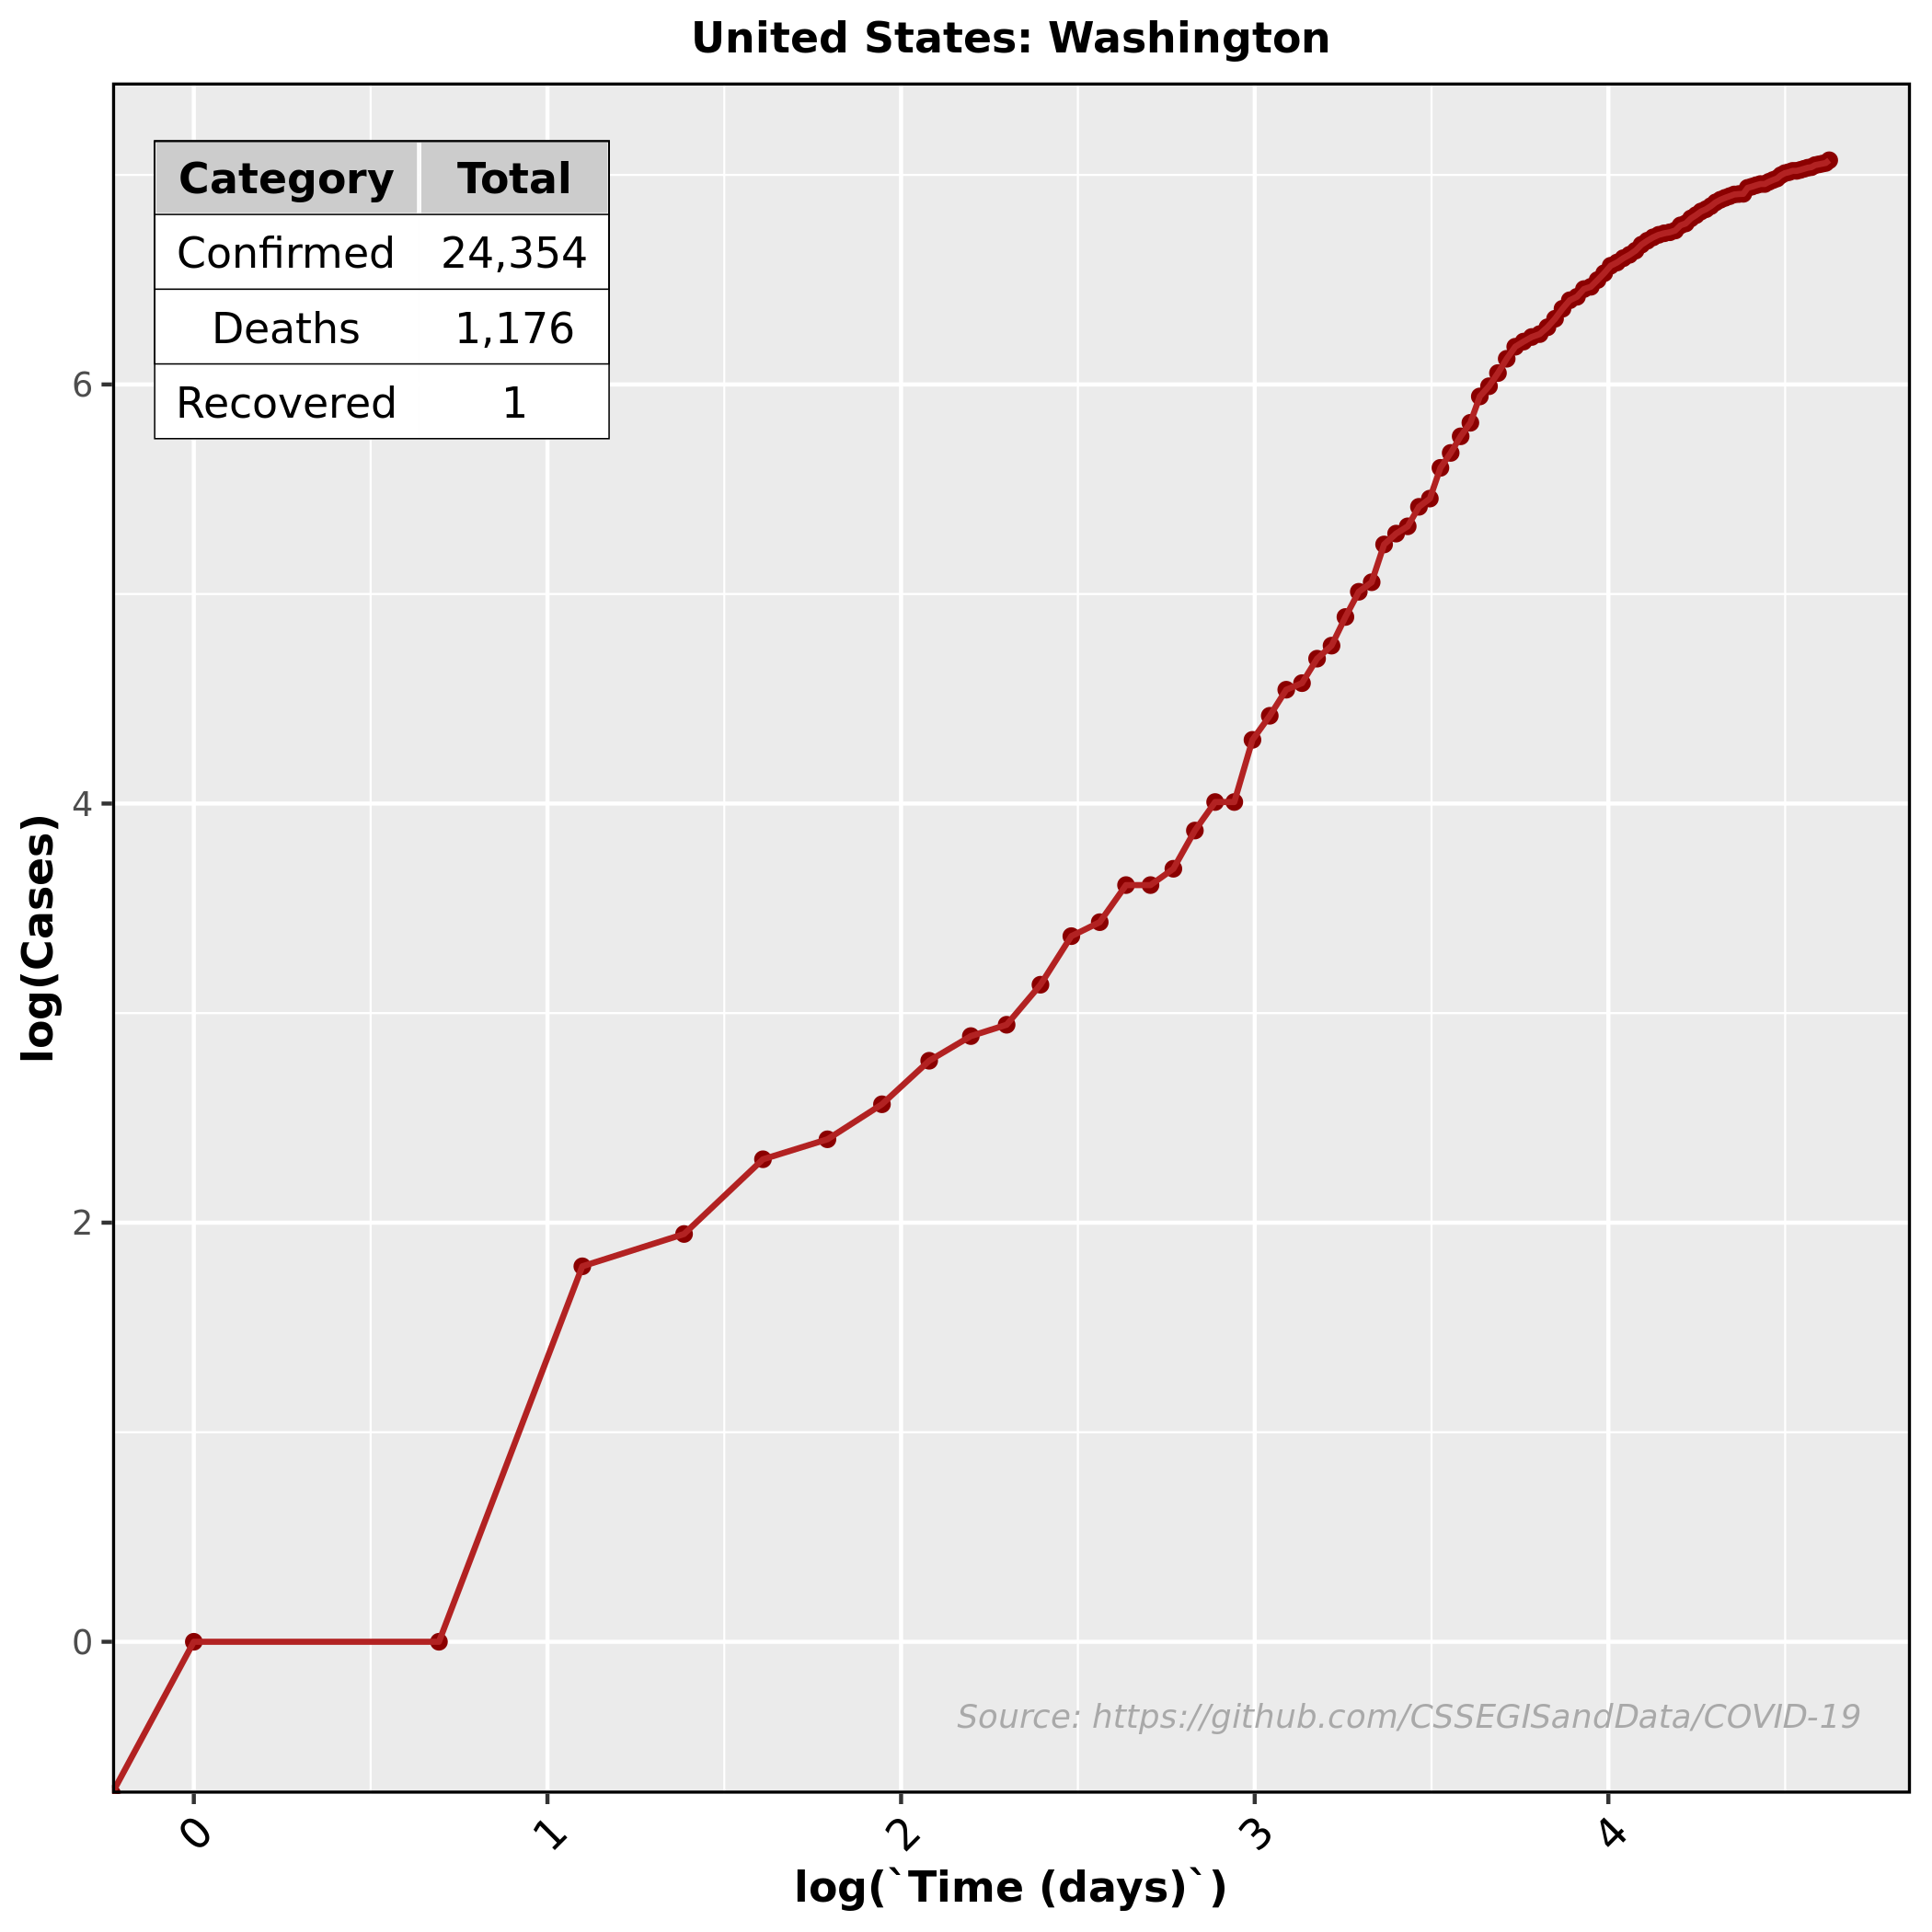 United States: Washington
Category Total
Confirmed 24,354
Deaths 1,176
Recovered 1
6
4
2
0
log(Cases)
Source: https://github.com/CSSEGISandData/COVID-19
0 1 2 3 4
log(`Time (days)`)